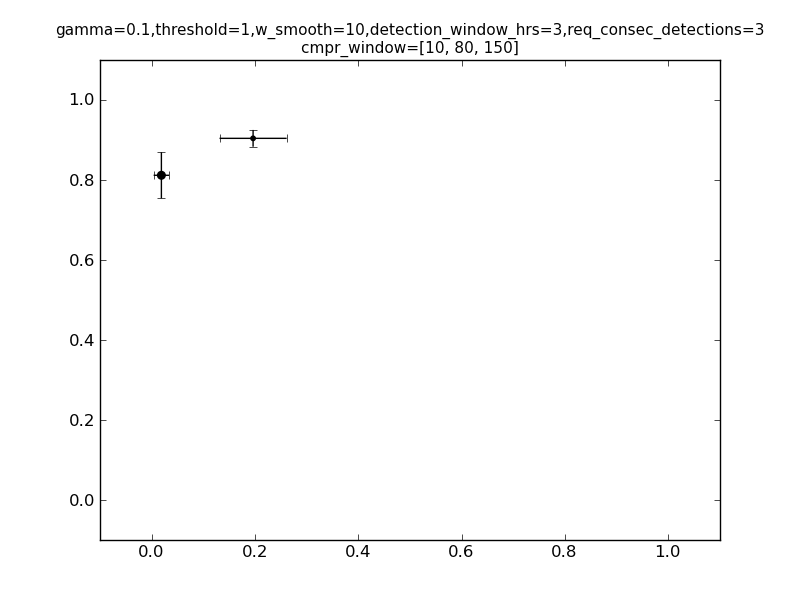 gamma=0.1,threshold=1,w_smooth=10,detection_window_hrs=3,req_consec_detections=3
cmpr_window=[10, 80, 150]
1.0
0.8
0.6
0.4
0.2
0.0
0.0 0.2 0.4 0.6 0.8 1.0